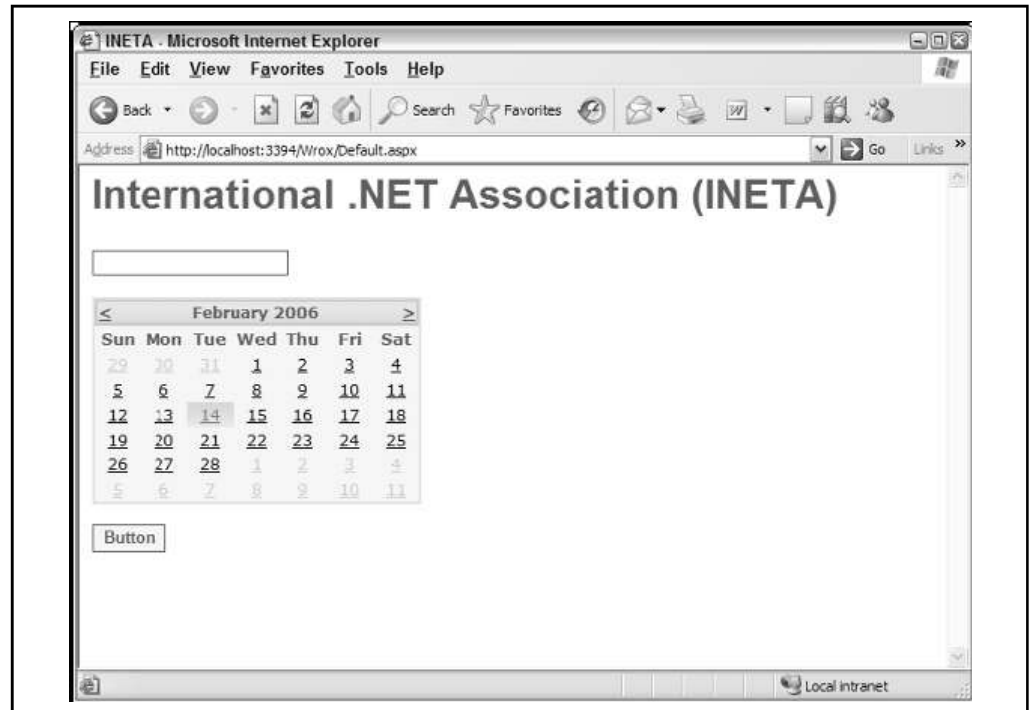 INETA - Microsoft Internet Explorer
File Edit View Favorites Tools Help
Back Search Favorites
Address http://localhost:3394/Wrox/Default.aspx Go Links »
International .NET Association (INETA)
< February 2006 >
Sun Mon Tue Wed Thu Fri Sat
29 30 31 1 2 3 4
5 6 7 8 9 10 11
12 13 14 15 16 17 18
19 20 21 22 23 24 25
26 27 28 1 2 3 4
5 6 7 8 9 10 11
Button
Local intranet